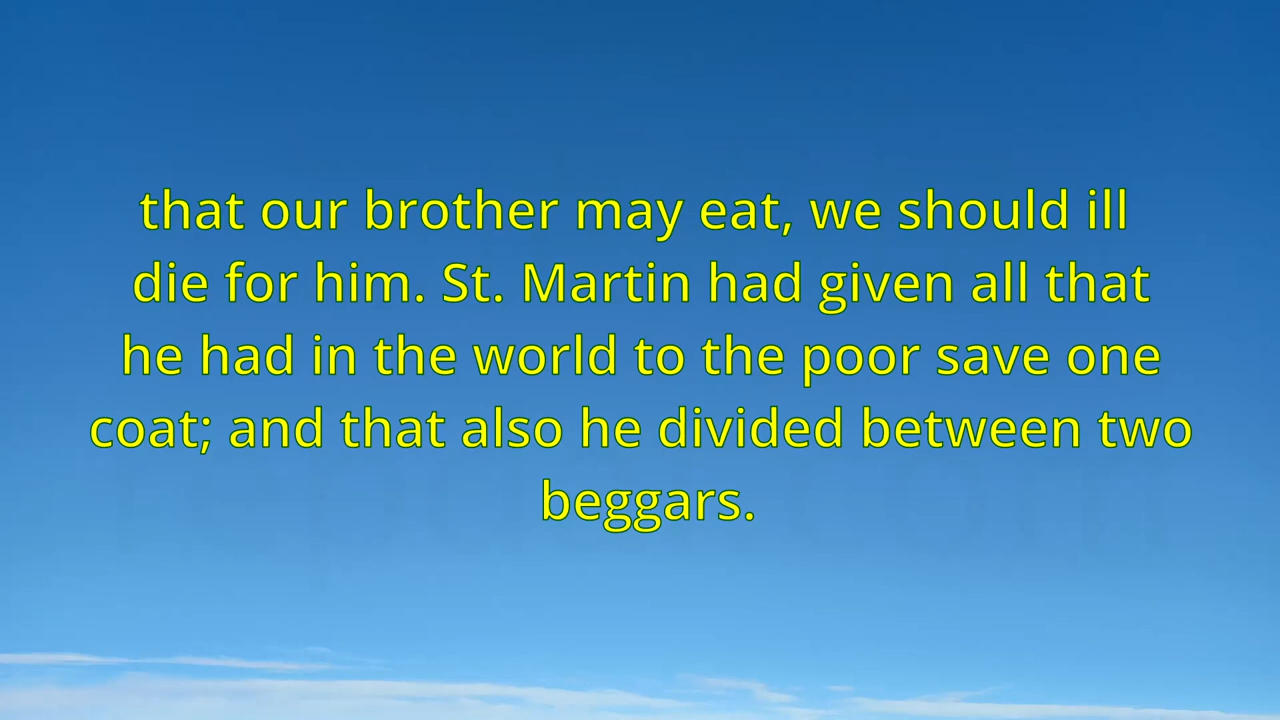 that our brother may eat, we should ill
die for him. St. Martin had given all that
he had in the world to the poor save one
coat; and that also he divided between two
beggars.